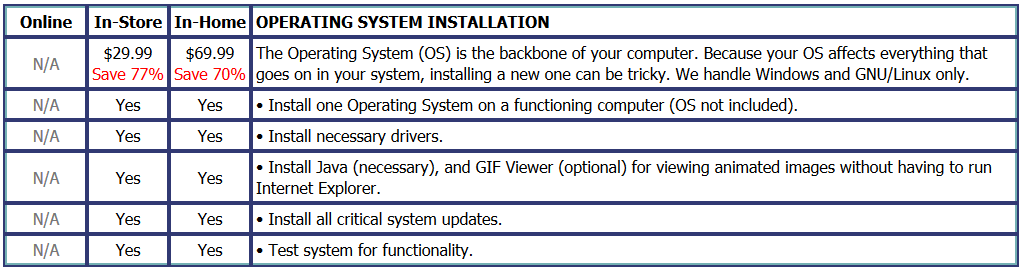 Online In-Store In-Home OPERATING SYSTEM INSTALLATION
N/A $29.99 Save 77% $69.99 Save 70% The Operating System (OS) is the backbone of your computer. Because your OS affects everything that
goes on in your system, installing a new one can be tricky. We handle Windows and GNU/Linux only.
N/A Yes Yes • Install one Operating System on a functioning computer (OS not included).
N/A Yes Yes • Install necessary drivers.
N/A Yes Yes • Install Java (necessary), and GIF Viewer (optional) for viewing animated images without having to run
Internet Explorer.
N/A Yes Yes • Install all critical system updates.
N/A Yes Yes • Test system for functionality.